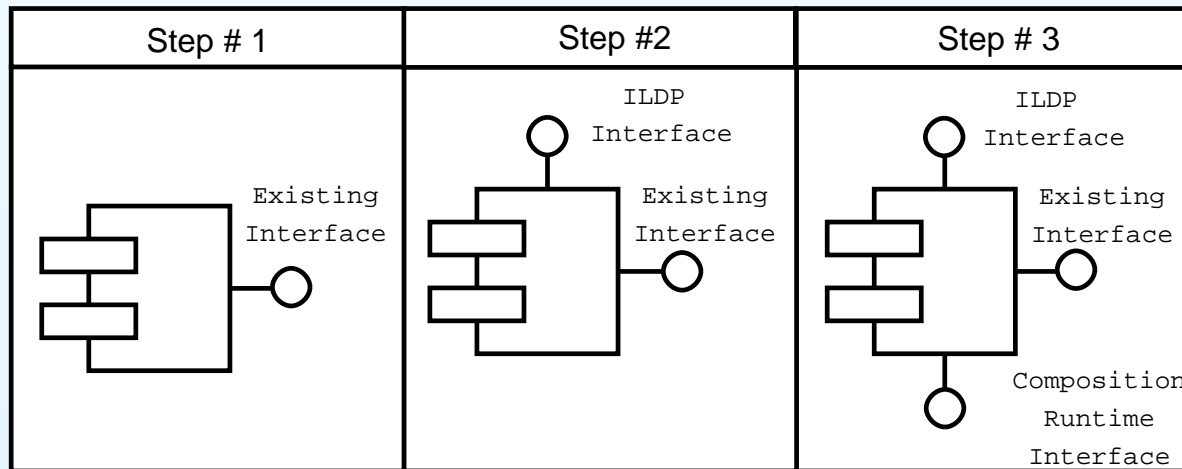 Step # 1
Step #2
Step # 3
Existing
Interface
ILDP
Interface
Existing
Interface
ILDP
Interface
Existing
Interface
Composition
Runtime
Interface